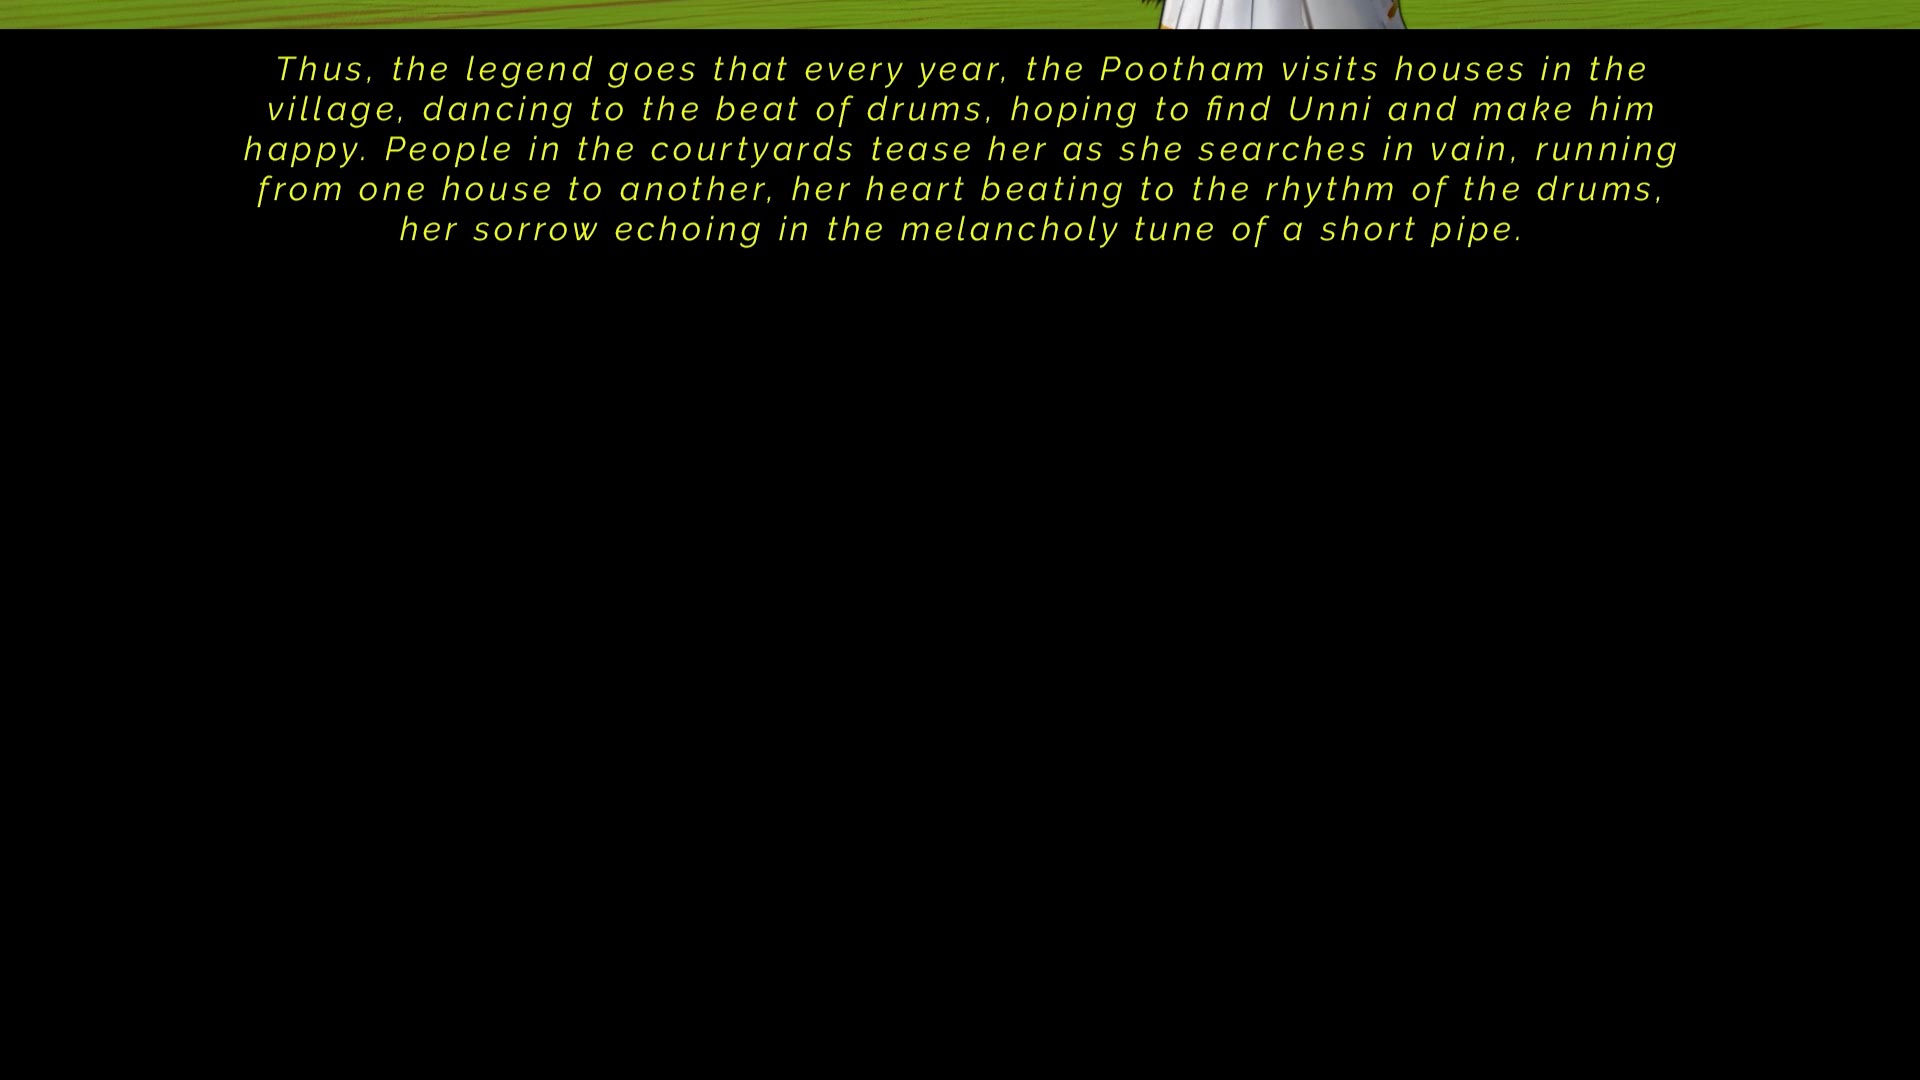 Thus, the legend goes that every year, the Pootham visits houses in the
village, dancing to the beat of drums, hoping to find Unni and make him
happy. People in the courtyards tease her as she searches in vain, running
from one house to another, her heart beating to the rhythm of the drums,
her sorrow echoing in the melancholy tune of a short pipe.